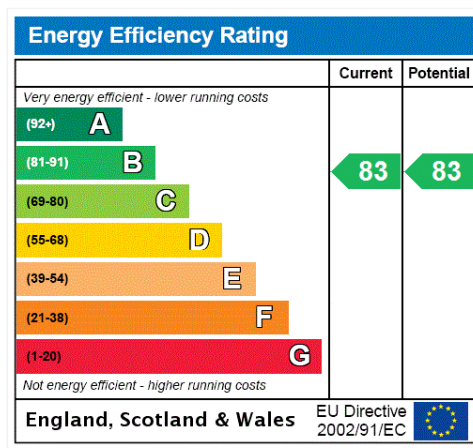 Energy Efficiency Rating
Current Potential
Very energy efficient - lower running costs
(92+) A
(81-91) B
83 83
(69-80) C
(55-68) D
(39-54) E
(21-38) F
(1-20) G
Not energy efficient - higher running costs
England, Scotland & Wales
EU Directive
2002/91/EC